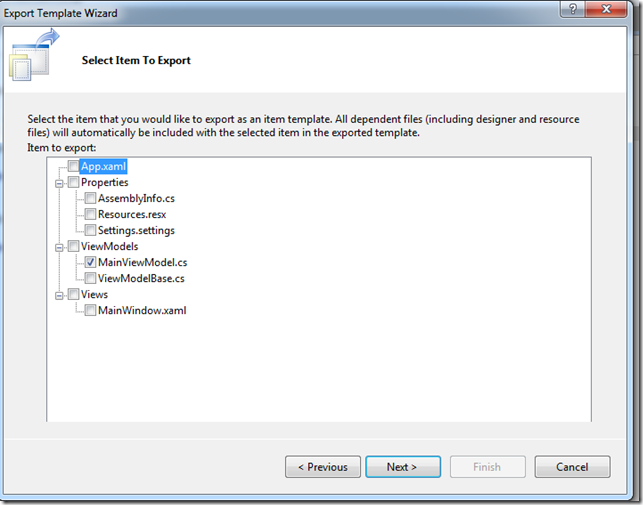 Export Template Wizard
?
Select Item To Export
Select the item that you would like to export as an item template. All dependent files (including designer and resource
files) will automatically be included with the selected item in the exported template.
Item to export:
App.xaml
Properties
AssemblyInfo.cs
Resources.resx
Settings.settings
ViewModels
MainViewModel.cs
ViewModelBase.cs
Views
MainWindow.xaml
< Previous
Next >
Finish
Cancel